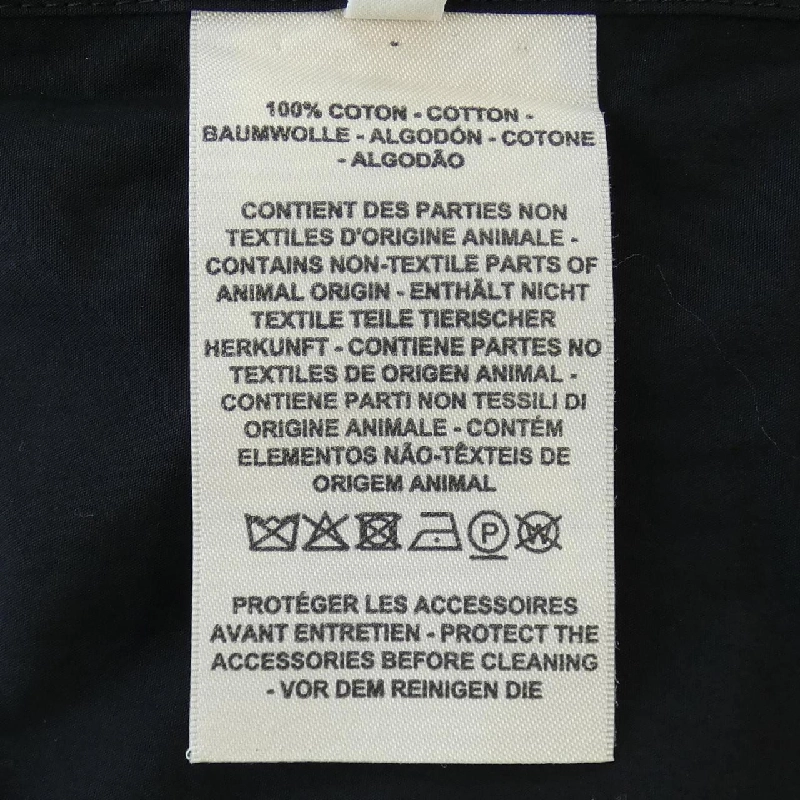 100% COTON - COTTON -
BAUMWOLLE - ALGODÓN - COTONE
- ALGODÃO
CONTIENT DES PARTIES NON
TEXTILES D'ORIGINE ANIMALE -
CONTAINS NON-TEXTILE PARTS OF
ANIMAL ORIGIN - ENTHÄLT NICHT
TEXTILE TEILE TIERISCHER
HERKUNFT - CONTIENE PARTES NO
TEXTILES DE ORIGEN ANIMAL -
CONTIENE PARTI NON TESSILI DI
ORIGINE ANIMALE - CONTÉM
ELEMENTOS NÃO-TÊXTEIS DE
ORIGEM ANIMAL
P W
PROTÉGER LES ACCESSOIRES
AVANT ENTRETIEN - PROTECT THE
ACCESSORIES BEFORE CLEANING
- VOR DEM REINIGEN DIE